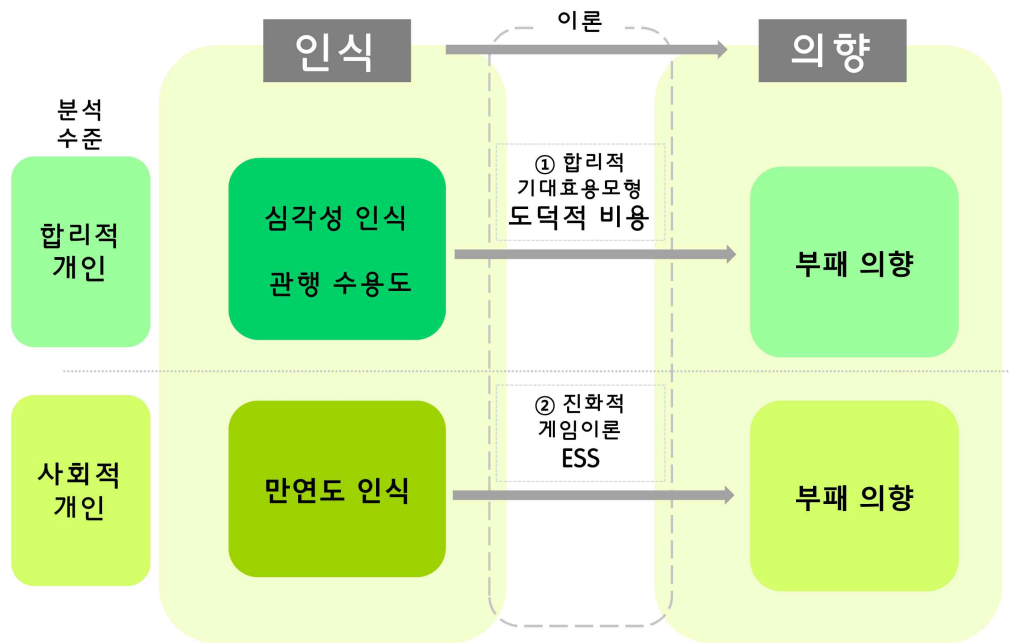 이론
인식
의향
분석
수준
합리적
개인
심각성 인식
관행 수용도
① 합리적
기대효용모형
도덕적 비용
부패 의향
사회적
개인
만연도 인식
② 진화적
게임이론
ESS
부패 의향